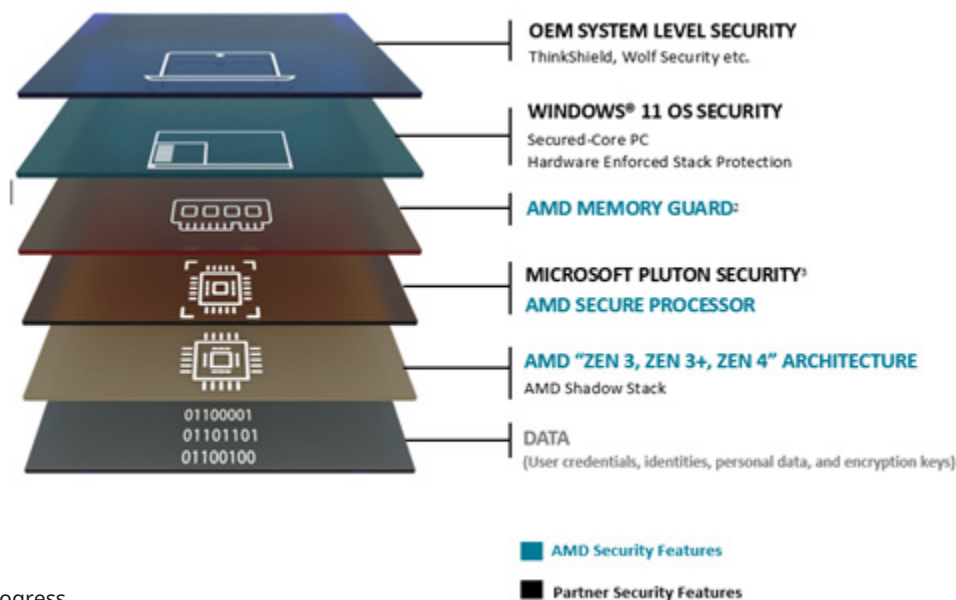 OEM SYSTEM LEVEL SECURITY
ThinkShield, Wolf Security etc.
WINDOWS® 11 OS SECURITY
Secured-Core PC
Hardware Enforced Stack Protection
AMD MEMORY GUARD²
MICROSOFT PLUTON SECURITY³
AMD SECURE PROCESSOR
AMD “ZEN 3, ZEN 3+, ZEN 4” ARCHITECTURE
AMD Shadow Stack
01100001
01101101
01100100
DATA
(User credentials, identities, personal data, and encryption keys)
AMD Security Features
Partner Security Features